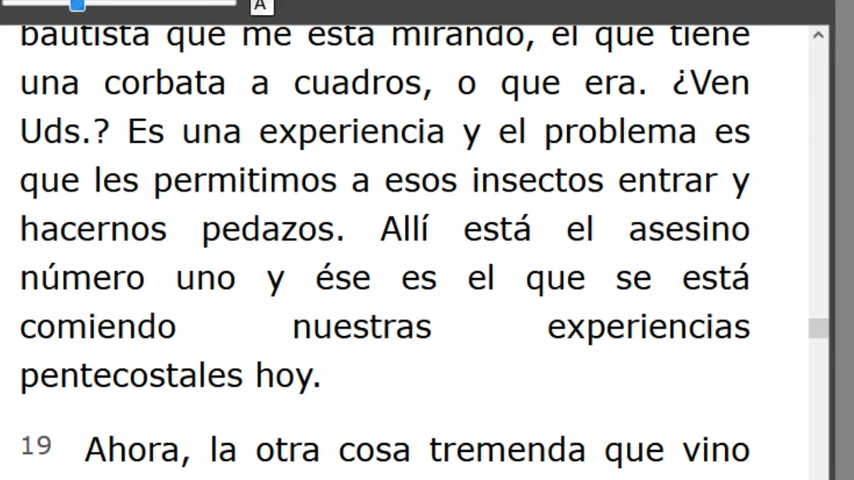 A
bautista que me está mirando, el que tiene
una corbata a cuadros, o que era. ¿Ven
Uds.? Es una experiencia y el problema es
que les permitimos a esos insectos entrar y
hacernos pedazos. Allí está el asesino
número uno y ése es el que se está
comiendo nuestras experiencias
pentecostales hoy.
19 Ahora, la otra cosa tremenda que vino